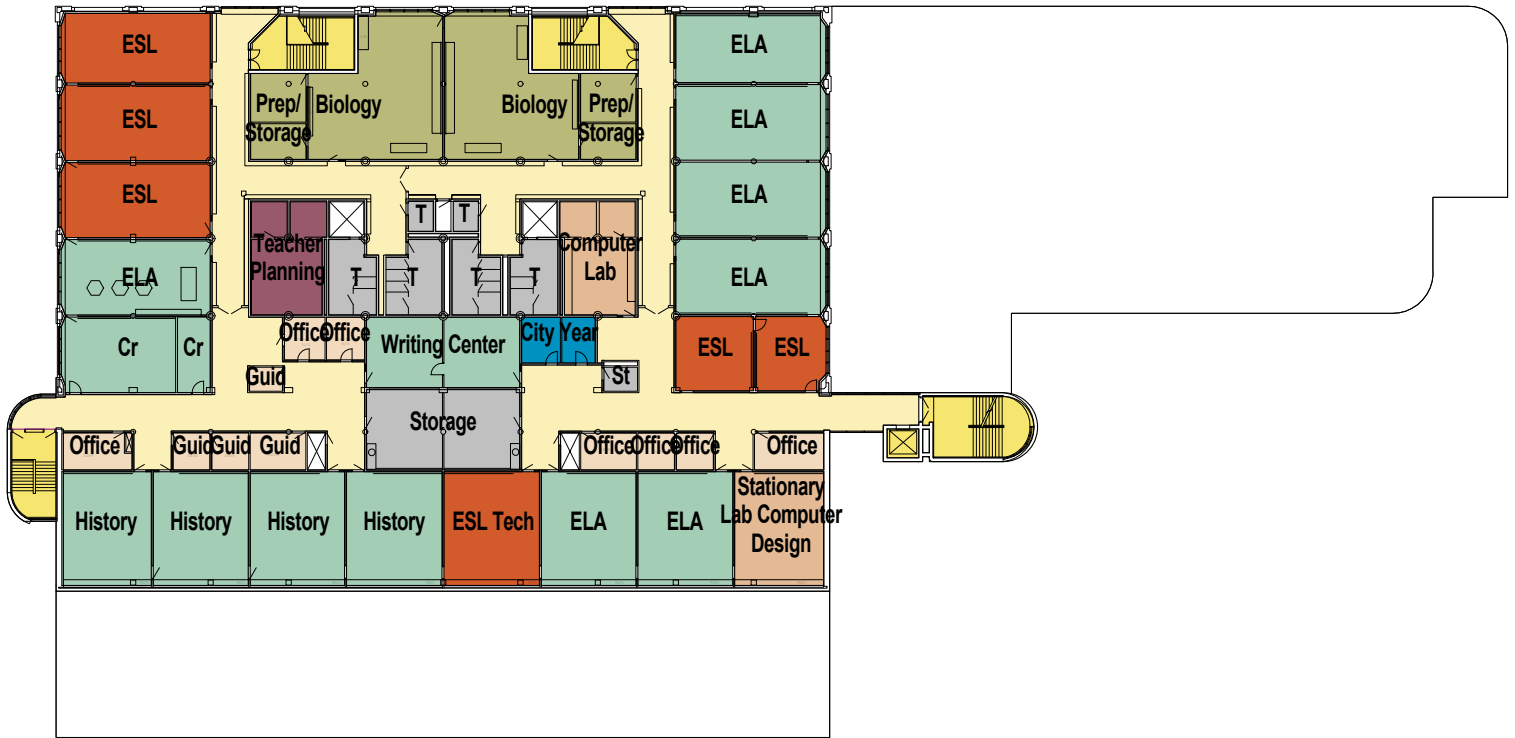 ESL
ELA
Prep/
Storage
Biology
Biology
Prep/
Storage
ESL
ELA
ESL
ELA
T
T
Teacher
Planning
Computer
Lab
ELA
T
T
T
T
ELA
Office
Office
Writing Center
City Year
Cr
Cr
ESL
ESL
Guid
St
Storage
Office
Guid
Guid
Guid
Office
Office
Office
Office
History
History
History
History
ESL Tech
ELA
ELA
Stationary
Lab Computer
Design